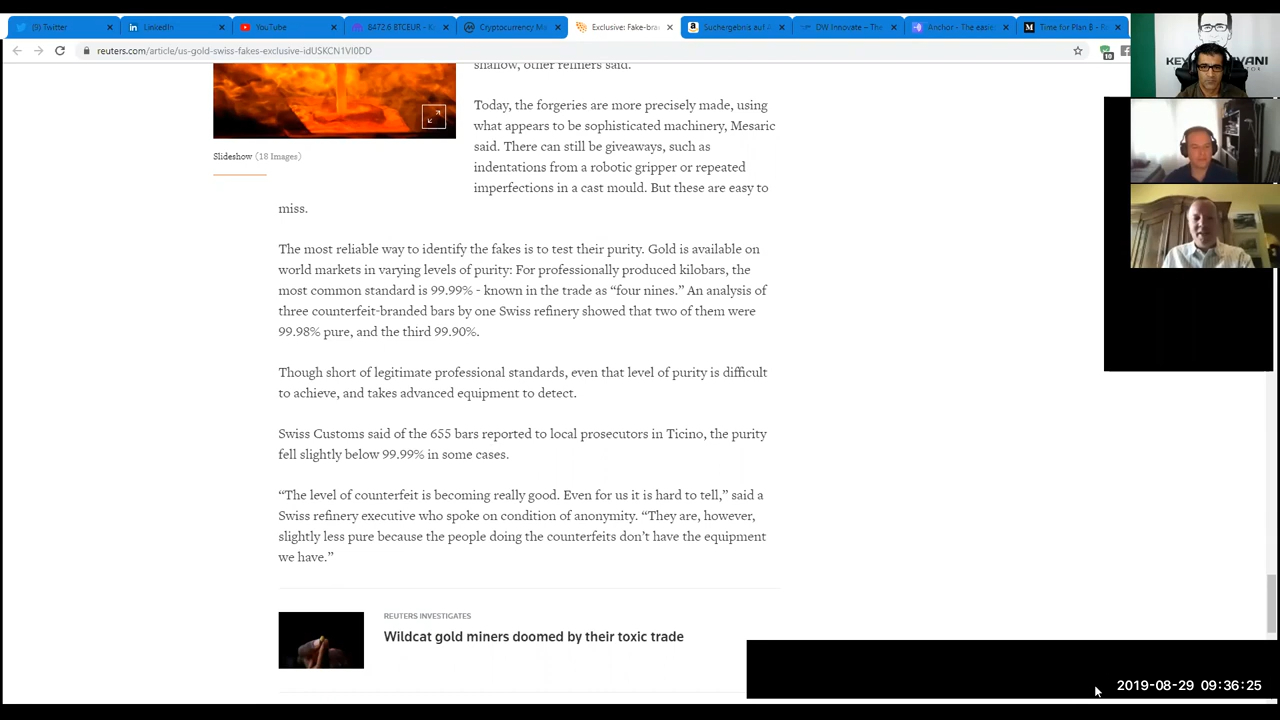 (5) Twitter
LinkedIn
YouTube
8472.6 BTCEUR
Cryptocurrency Ma
Exclusive: Fake-bra
Suchergebnis auf A
DW Innovate – The
Anchor - The easies
Time for Plan B
reuters.com/article/us-gold-swiss-fakes-exclusive-idUSKCN1VI0DD
10
KEY VANI
shallow, other refiners said.
Today, the forgeries are more precisely made, using
what appears to be sophisticated machinery, Mesaric
said. There can still be giveaways, such as
indentations from a robotic gripper or repeated
imperfections in a cast mould. But these are easy to
miss.
Slideshow (18 Images)
The most reliable way to identify the fakes is to test their purity. Gold is available on
world markets in varying levels of purity: For professionally produced kilobars, the
most common standard is 99.99% - known in the trade as “four nines.” An analysis of
three counterfeit-branded bars by one Swiss refinery showed that two of them were
99.98% pure, and the third 99.90%.
Though short of legitimate professional standards, even that level of purity is difficult
to achieve, and takes advanced equipment to detect.
Swiss Customs said of the 655 bars reported to local prosecutors in Ticino, the purity
fell slightly below 99.99% in some cases.
“The level of counterfeit is becoming really good. Even for us it is hard to tell,” said a
Swiss refinery executive who spoke on condition of anonymity. “They are, however,
slightly less pure because the people doing the counterfeits don’t have the equipment
we have.”
REUTERS INVESTIGATES
Wildcat gold miners doomed by their toxic trade
2019-08-29 09:36:25